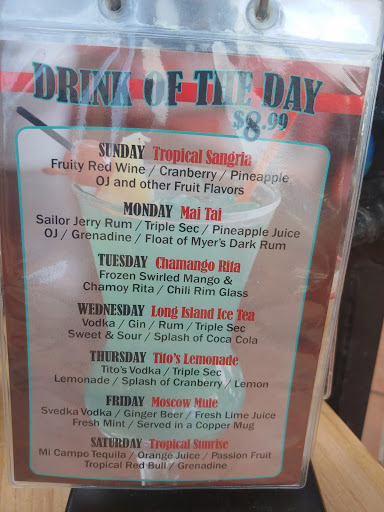 DRINK OF THE DAY
$8.99
SUNDAY Tropical Sangria
Fruity Red Wine / Cranberry / Pineapple
OJ and other Fruit Flavors
MONDAY Mai Tai
Sailor Jerry Rum / Triple Sec / Pineapple Juice
OJ / Grenadine / Float of Myer's Dark Rum
TUESDAY Chamango Rita
Frozen Swirled Mango &
Chamoy Rita / Chili Rim Glass
WEDNESDAY Long Island Ice Tea
Vodka / Gin / Rum / Triple Sec
Sweet & Sour / Splash of Coca Cola
THURSDAY Tito's Lemonade
Tito's Vodka / Triple Sec
Lemonade / Splash of Cranberry / Lemon
FRIDAY Moscow Mule
Svedka Vodka / Ginger Beer / Fresh Lime Juice
Fresh Mint / Served in a Copper Mug
SATURDAY Tropical Sunrise
Mi Campo Tequila / Orange Juice / Passion Fruit
Tropical Red Bull / Grenadine